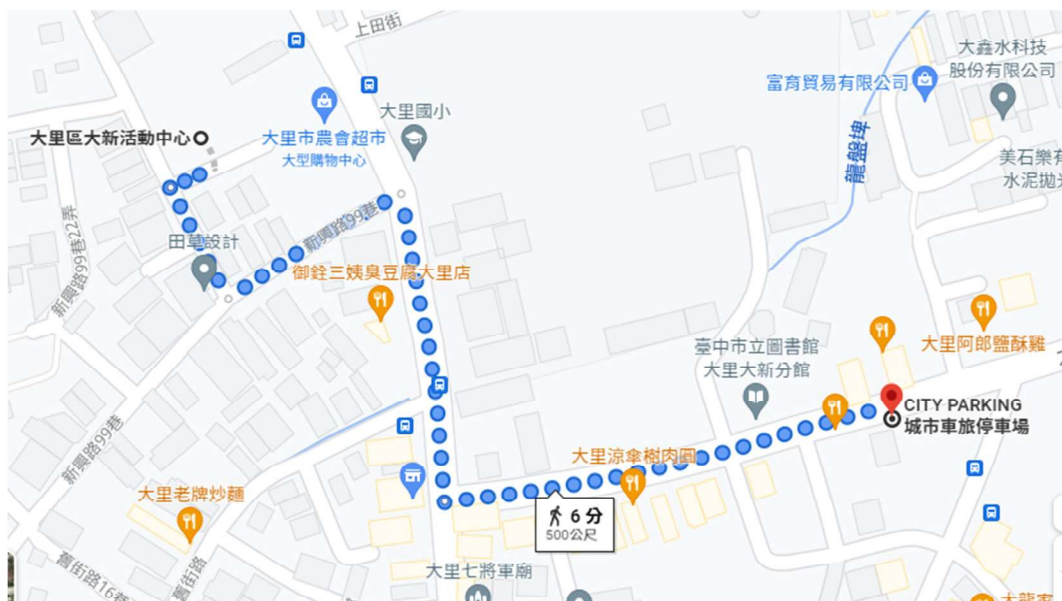 上田街
大鑫水科技
股份有限公司
富育貿易有限公司
大里國小
大里區大新活動中心
大里市農會超市
大型購物中心
龍盤埤
美石樂有
水泥拋光
新興路99巷
田草設計
新興路99巷2弄
御銓三姨臭豆腐大里店
臺中市立圖書館
大里大新分館
大里阿郎鹽酥雞
CITY PARKING
城市車旅停車場
新興路99巷
大里涼傘樹肉圓
大里老牌炒麵
6 分
500公尺
舊街路16巷
舊街路
大里七將軍廟
大龍家